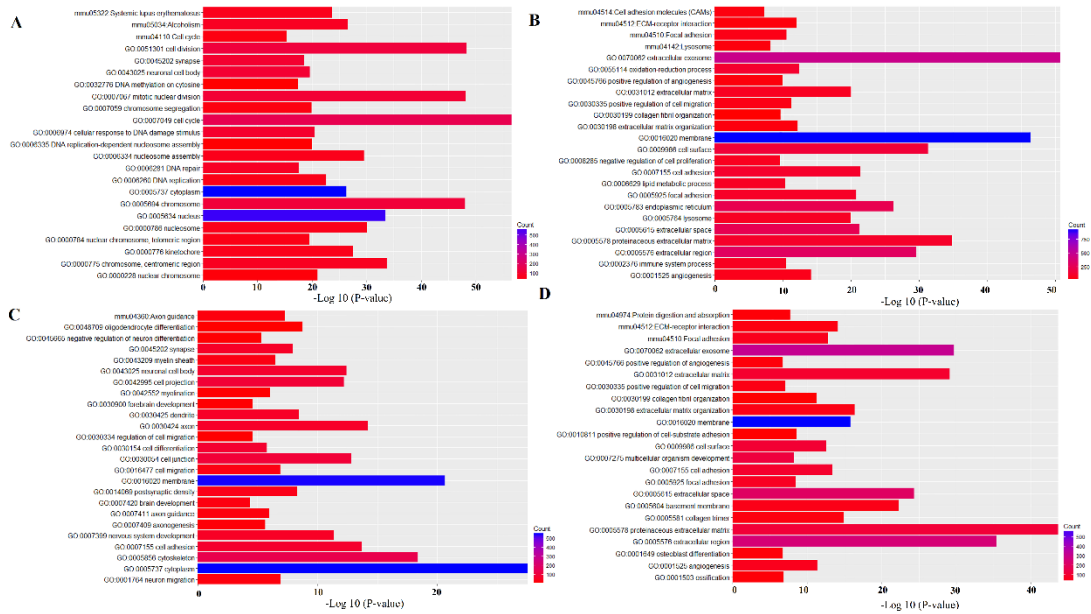 A
mmu05322:Systemic lupus erythematosus
mmu05034:Alcoholism
mmu04110:Cell cycle
GO:0051301 cell division
GO:0045202 synapse
GO:0043025 neuronal cell body
GO:0032776 DNA methylation on cytosine
GO:0007067 mitotic nuclear division
GO:0007059 chromosome segregation
GO:0007049 cell cycle
GO:0006974 cellular response to DNA damage stimulus
GO:0006335 DNA replication-dependent nucleosome assembly
GO:0006334 nucleosome assembly
GO:0006281 DNA repair
GO:0006260 DNA replication
GO:0005737 cytoplasm
GO:0005694 chromosome
GO:0005634 nucleus
GO:0000786 nucleosome
GO:0000784 nuclear chromosome, telomeric region
GO:0000776 kinetochore
GO:0000775 chromosome, centromeric region
GO:0000228 nuclear chromosome
0 10 20 30 40 50
-Log 10 (P-value)
Count
500
400
300
200
100
B
mmu04514:Cell adhesion molecules (CAMs)
mmu04512:ECM-receptor interaction
mmu04510:Focal adhesion
mmu04142:Lysosome
GO:0070062 extracellular exosome
GO:0055114 oxidation-reduction process
GO:0045766 positive regulation of angiogenesis
GO:0031012 extracellular matrix
GO:0030335 positive regulation of cell migration
GO:0030199 collagen fibril organization
GO:0030198 extracellular matrix organization
GO:0016020 membrane
GO:0009986 cell surface
GO:0008285 negative regulation of cell proliferation
GO:0007155 cell adhesion
GO:0006629 lipid metabolic process
GO:0005925 focal adhesion
GO:0005783 endoplasmic reticulum
GO:0005764 lysosome
GO:0005615 extracellular space
GO:0005578 proteinaceous extracellular matrix
GO:0005576 extracellular region
GO:0002376 immune system process
GO:0001525 angiogenesis
0 10 20 30 40 50
-Log 10 (P-value)
Count
750
500
250
C
mmu04360:Axon guidance
GO:0048709 oligodendrocyte differentiation
GO:0045665 negative regulation of neuron differentiation
GO:0045202 synapse
GO:0043209 myelin sheath
GO:0043025 neuronal cell body
GO:0042995 cell projection
GO:0042552 myelination
GO:0030900 forebrain development
GO:0030425 dendrite
GO:0030424 axon
GO:0030334 regulation of cell migration
GO:0030154 cell differentiation
GO:0030054 cell junction
GO:0016477 cell migration
GO:0016020 membrane
GO:0014069 postsynaptic density
GO:0007420 brain development
GO:0007411 axon guidance
GO:0007409 axonogenesis
GO:0007399 nervous system development
GO:0007155 cell adhesion
GO:0005856 cytoskeleton
GO:0005737 cytoplasm
GO:0001764 neuron migration
0 10 20
-Log 10 (P-value)
Count
500
400
300
200
100
D
mmu04974:Protein digestion and absorption
mmu04512:ECM-receptor interaction
mmu04510:Focal adhesion
GO:0070062 extracellular exosome
GO:0045766 positive regulation of angiogenesis
GO:0031012 extracellular matrix
GO:0030335 positive regulation of cell migration
GO:0030199 collagen fibril organization
GO:0030198 extracellular matrix organization
GO:0016020 membrane
GO:0010811 positive regulation of cell-substrate adhesion
GO:0009986 cell surface
GO:0007275 multicellular organism development
GO:0007155 cell adhesion
GO:0005925 focal adhesion
GO:0005615 extracellular space
GO:0005604 basement membrane
GO:0005581 collagen trimer
GO:0005578 proteinaceous extracellular matrix
GO:0005576 extracellular region
GO:0001649 osteoblast differentiation
GO:0001525 angiogenesis
GO:0001503 ossification
0 10 20 30 40
-Log 10 (P-value)
Count
500
400
300
200
100